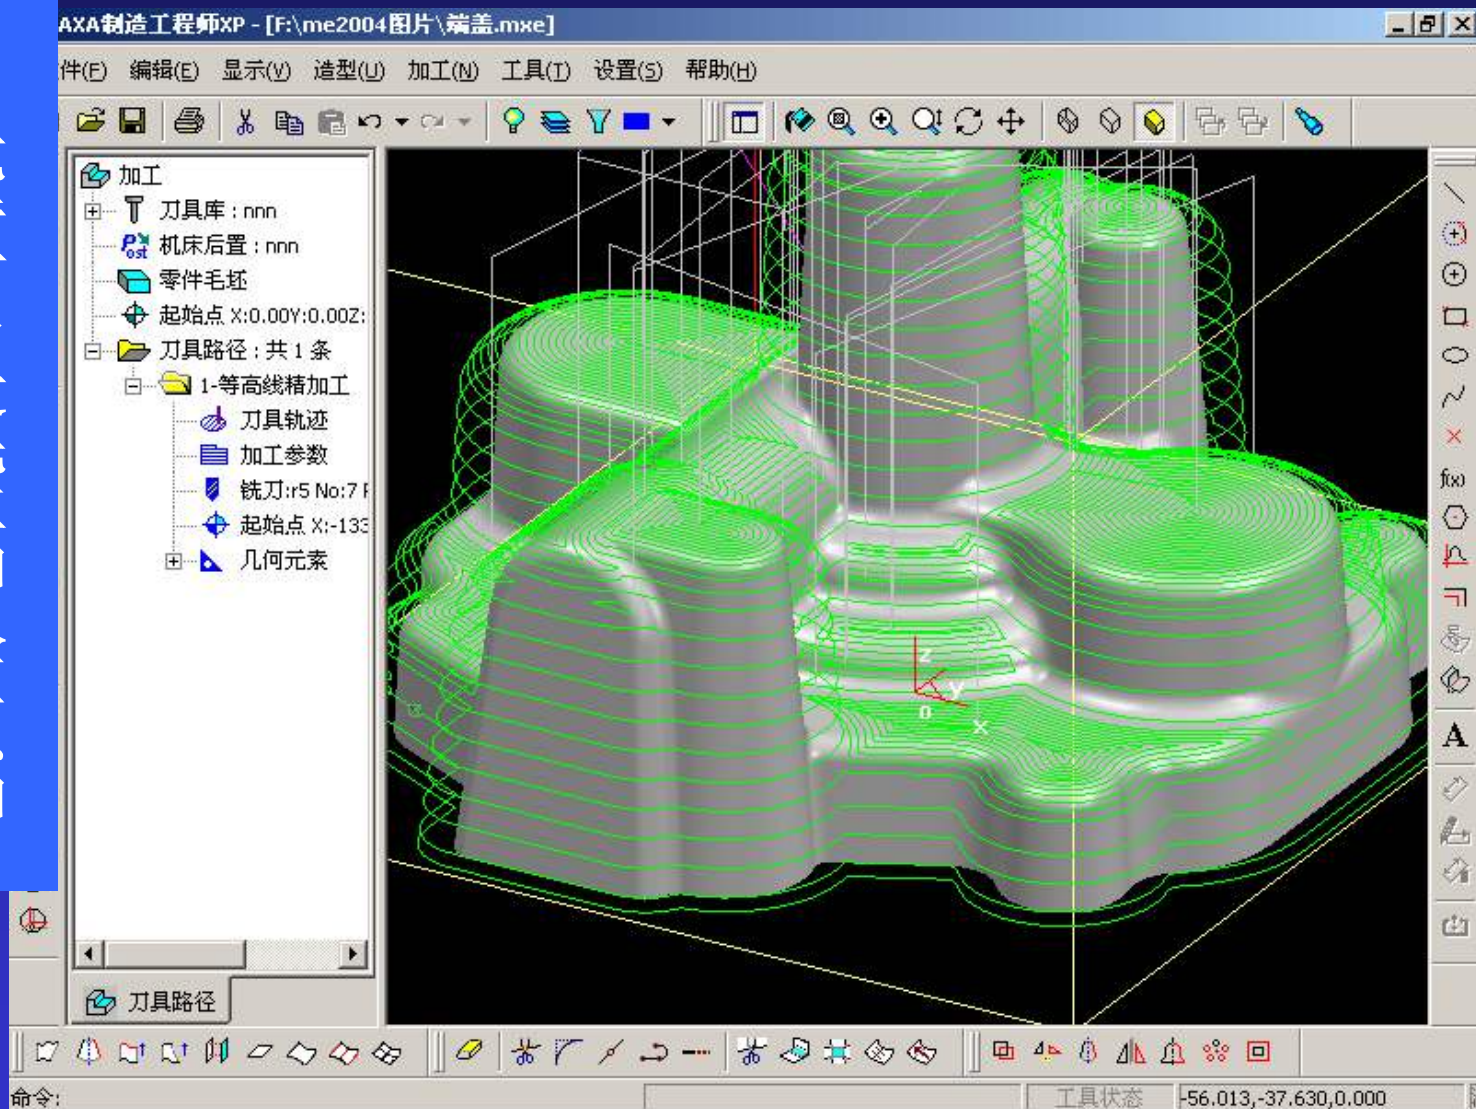 AXA制造工程师XP - [F:\me2004图片\端盖.mxe]
件(F) 编辑(E) 显示(V) 造型(U) 加工(N) 工具(T) 设置(S) 帮助(H)
加工
刀具库 : nnn
机床后置 : nnn
零件毛坯
起始点 X:0.00Y:0.00Z:
刀具路径 : 共 1 条
1-等高线精加工
刀具轨迹
加工参数
铣刀:r5 No:7
起始点 X:-133
几何元素
刀具路径
Z
Y
0
X
f(x)
A
命令:
工具状态
-56.013,-37.630,0.000